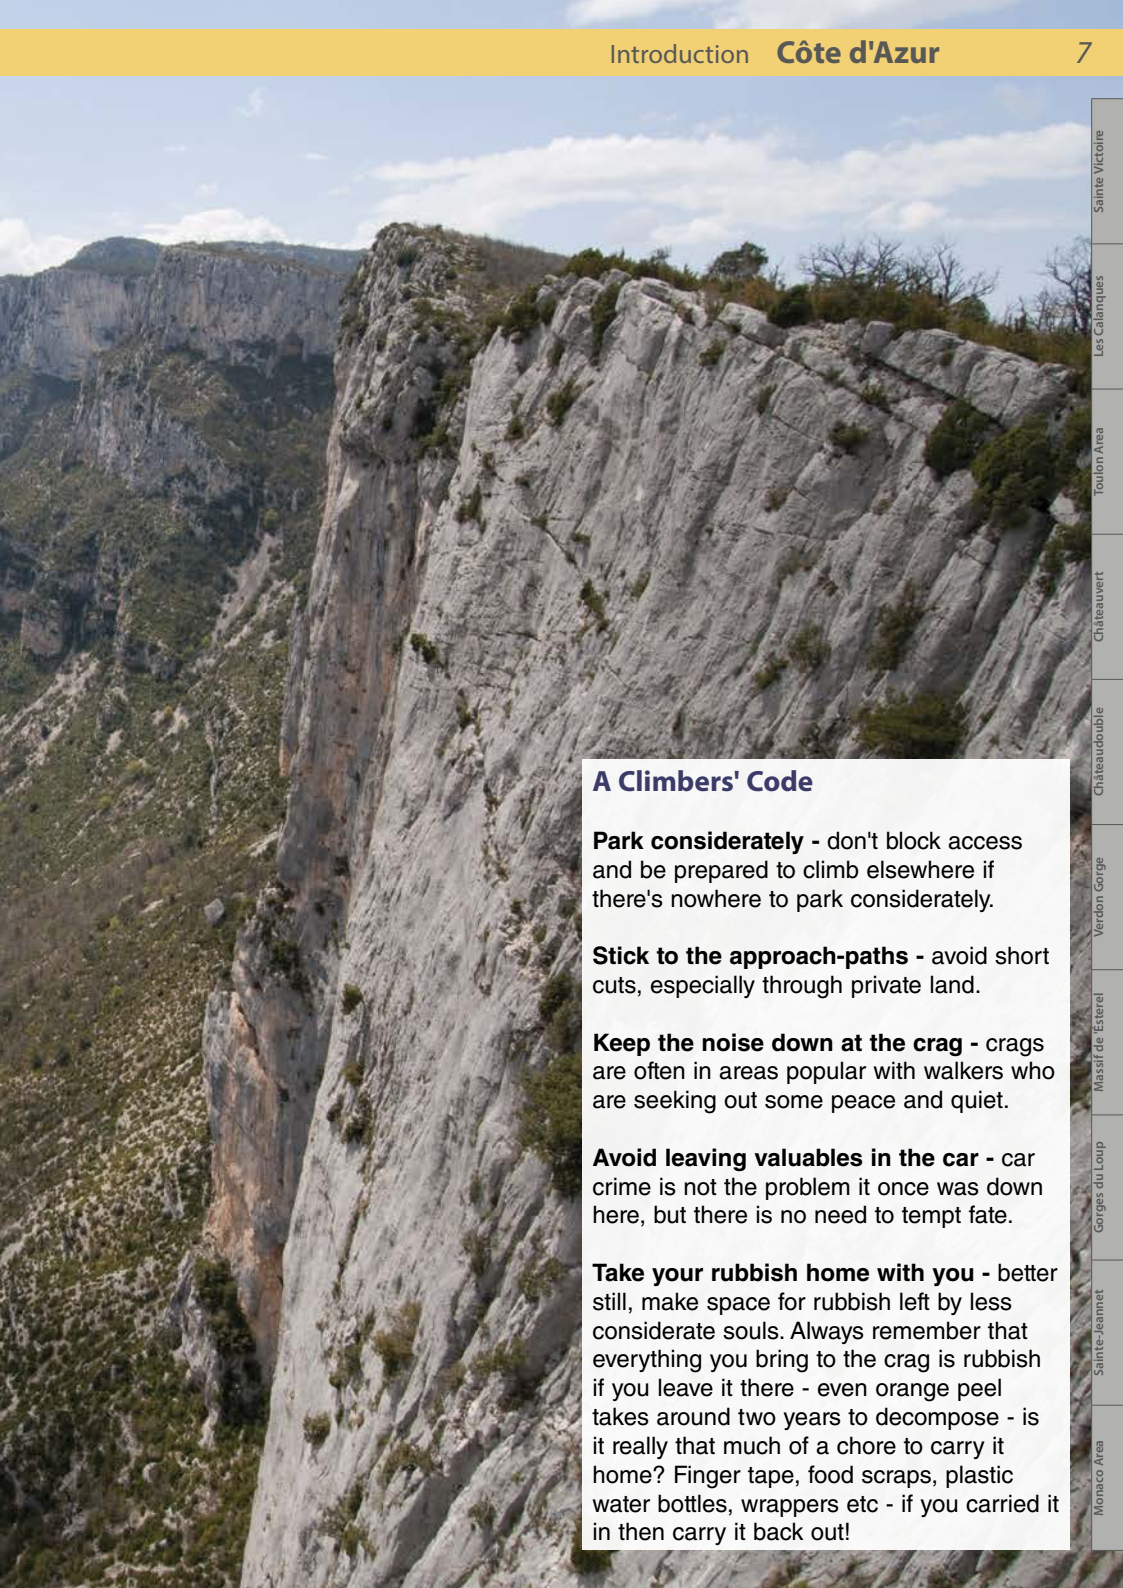 Introduction Côte d'Azur 7
Sainte Victoire
Les Calanques
Toulon Area
Châteauvert
Châteaudouble
Verdon Gorge
Massif de 'Esterel
Gorges du Loup
Sainte-Jeannet
Monaco Area
A Climbers' Code
Park considerately - don't block access
and be prepared to climb elsewhere if
there's nowhere to park considerately.
Stick to the approach-paths - avoid short
cuts, especially through private land.
Keep the noise down at the crag - crags
are often in areas popular with walkers who
are seeking out some peace and quiet.
Avoid leaving valuables in the car - car
crime is not the problem it once was down
here, but there is no need to tempt fate.
Take your rubbish home with you - better
still, make space for rubbish left by less
considerate souls. Always remember that
everything you bring to the crag is rubbish
if you leave it there - even orange peel
takes around two years to decompose - is
it really that much of a chore to carry it
home? Finger tape, food scraps, plastic
water bottles, wrappers etc - if you carried it
in then carry it back out!